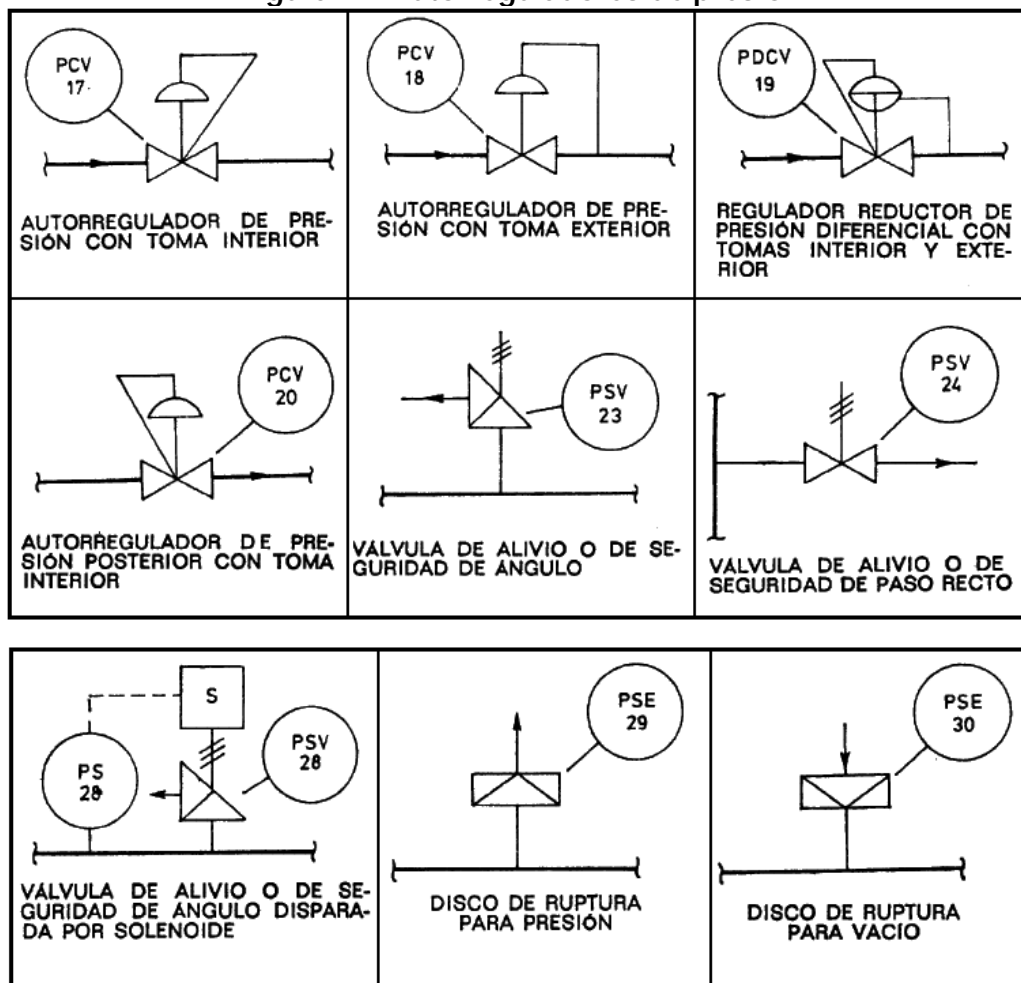 PCV
17
PCV
18
PDCV
19
AUTORREGULADOR DE PRE-
SIÓN CON TOMA INTERIOR
AUTORREGULADOR DE PRE-
SIÓN CON TOMA EXTERIOR
REGULADOR REDUCTOR DE
PRESIÓN DIFERENCIAL CON
TOMAS INTERIOR Y EXTE-
RIOR
PCV
20
PSV
23
PSV
24
AUTORREGULADOR DE PRE-
SIÓN POSTERIOR CON TOMA
INTERIOR
VÁLVULA DE ALIVIO O DE SE-
GURIDAD DE ÁNGULO
VÁLVULA DE ALIVIO O DE
SEGURIDAD DE PASO RECTO
S
PS
28
PSV
28
PSE
29
PSE
30
VÁLVULA DE ALIVIO O DE SE-
GURIDAD DE ÁNGULO DISPARA-
DA POR SOLENOIDE
DISCO DE RUPTURA
PARA PRESIÓN
DISCO DE RUPTURA
PARA VACÍO